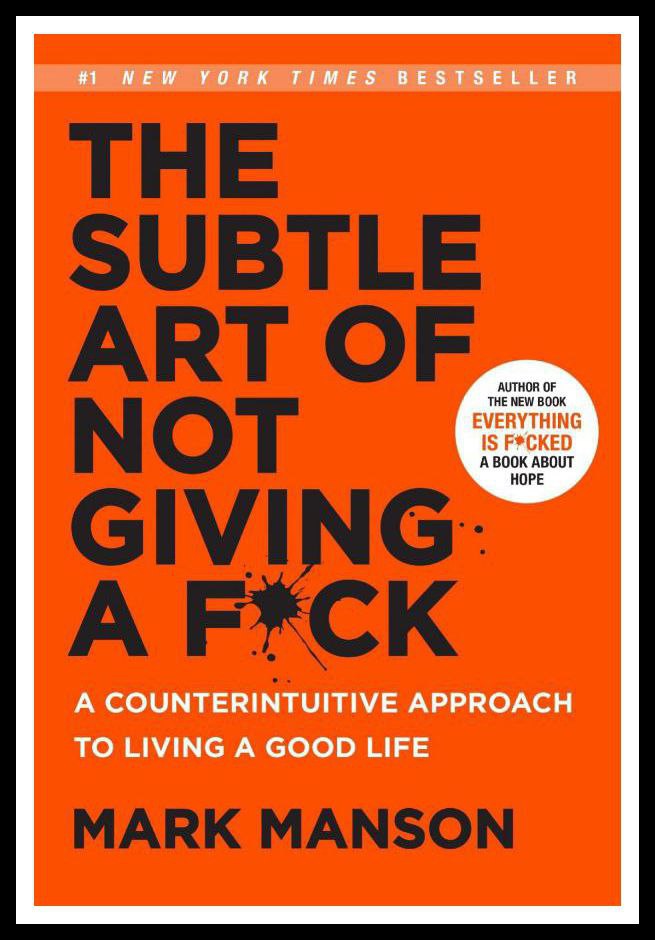 #1 NEW YORK TIMES BESTSELLER
THE
SUBTLE
ART OF
NOT
GIVING
A F*CK
AUTHOR OF
THE NEW BOOK
EVERYTHING
IS F*CKED
A BOOK ABOUT
HOPE
A COUNTERINTUITIVE APPROACH
TO LIVING A GOOD LIFE
MARK MANSON